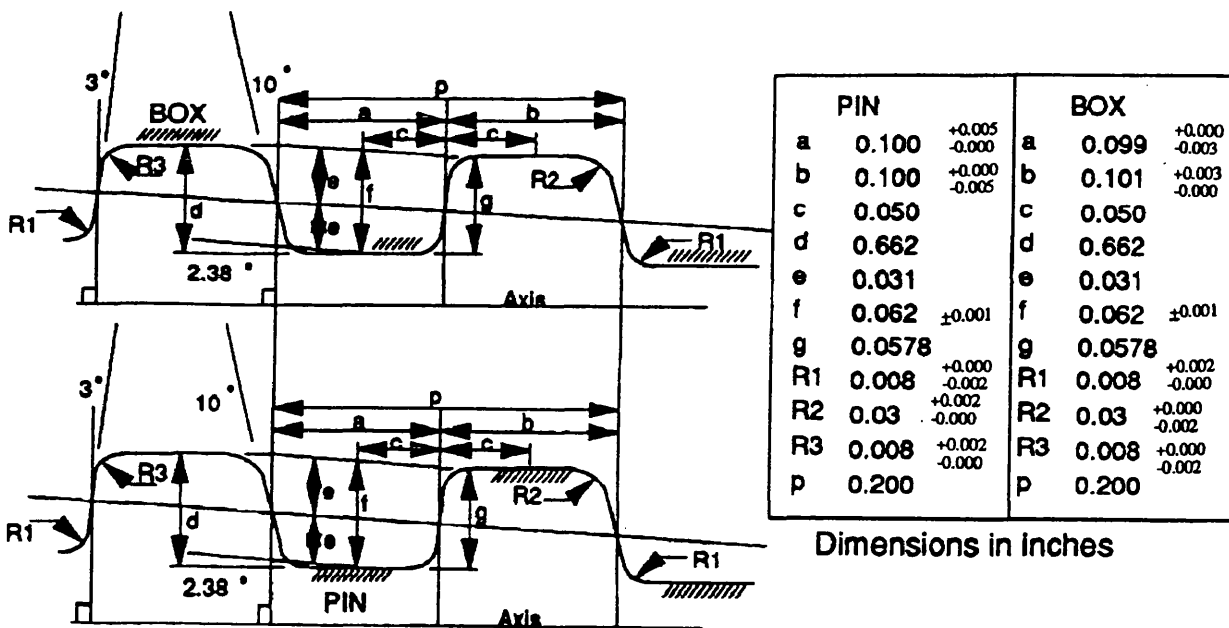 3°
10°
p
BOX
a
b
c
c
R3
R2
e
f
d
g
R1
e
R1
2.38°
Axis
3°
10°
p
a
b
c
c
R3
R2
e
f
d
g
R1
e
R1
2.38°
PIN
Axis
PIN BOX
a 0.100 +0.005 -0.000 a 0.099 +0.000 -0.003
b 0.100 +0.000 -0.005 b 0.101 +0.003 -0.000
c 0.050 c 0.050
d 0.662 d 0.662
e 0.031 e 0.031
f 0.062 ±0.001 f 0.062 ±0.001
g 0.0578 g 0.0578
R1 0.008 +0.000 -0.002 R1 0.008 +0.002 -0.000
R2 0.03 +0.002 -0.000 R2 0.03 +0.000 -0.002
R3 0.008 +0.002 -0.000 R3 0.008 +0.000 -0.002
p 0.200 p 0.200
Dimensions in Inches